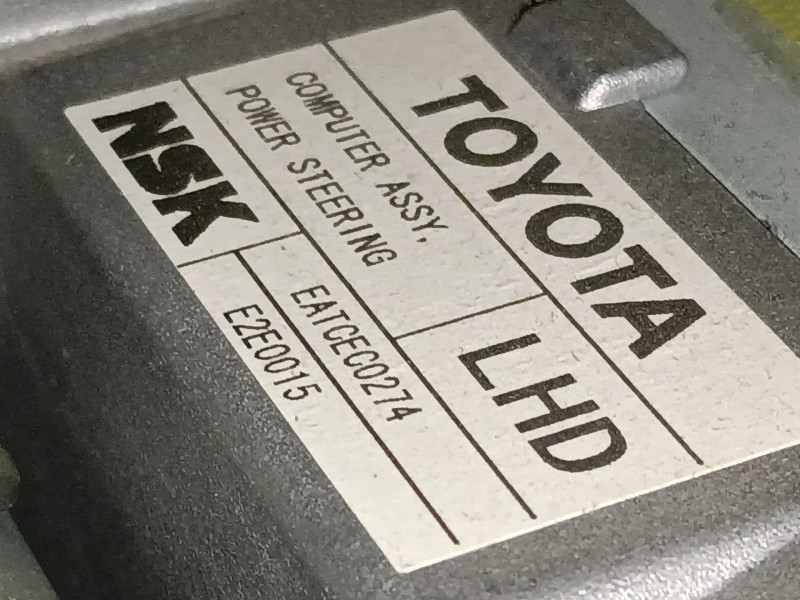 TOYOTA
COMPUTER ASSY,
POWER STEERING
LHD
NSK
EATCEC0274
E2E0015